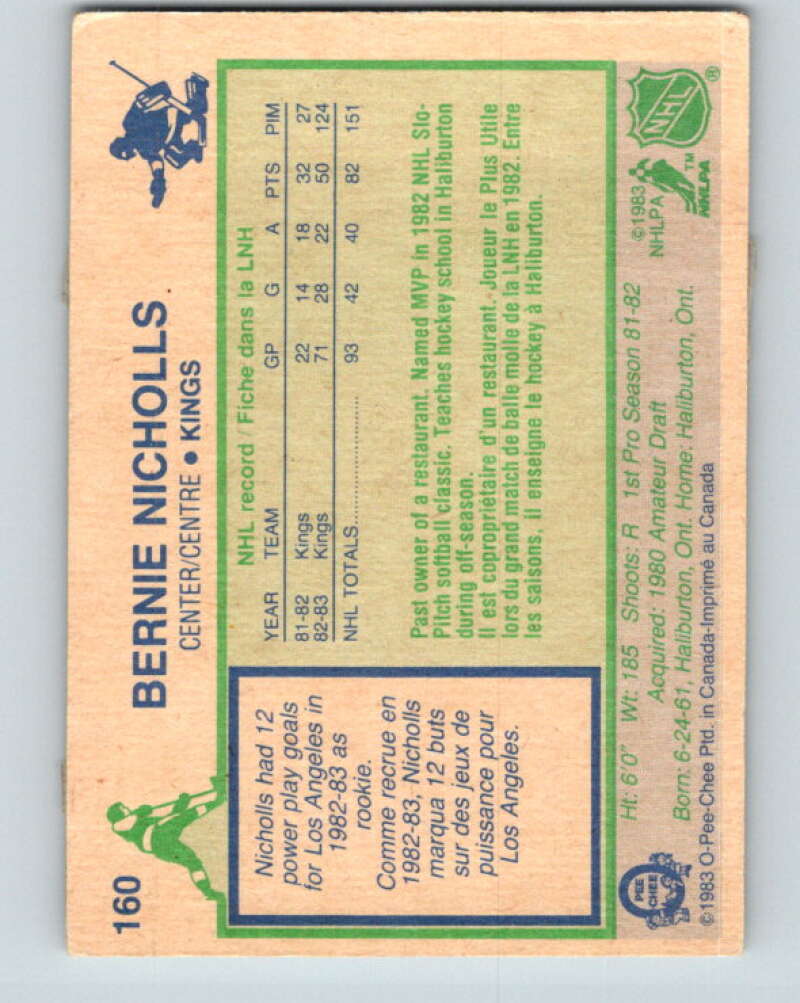 160
BERNIE NICHOLLS
CENTER/CENTRE • KINGS
Nicholls had 12
power play goals
for Los Angeles in
1982-83 as
rookie.
Comme recrue en
1982-83, Nicholls
marqua 12 buts
sur des jeux de
puissance pour
Los Angeles.
NHL record / Fiche dans la LNH
YEAR TEAM GP G A PTS PIM
81-82 Kings 22 14 18 32 27
82-83 Kings 71 28 22 50 124
NHL TOTALS.................. 93 42 40 82 151
Past owner of a restaurant. Named MVP in 1982 NHL Slo-
Pitch softball classic. Teaches hockey school in Haliburton
during off-season.
Il est copropriétaire d'un restaurant. Joueur le Plus Utile
lors du grand match de balle molle de la LNH en 1982. Entre
les saisons, il enseigne le hockey à Haliburton.
Ht: 6'0" Wt: 185 Shoots: R 1st Pro Season 81-82
Acquired: 1980 Amateur Draft
Born: 6-24-61, Haliburton, Ont. Home: Haliburton, Ont.
©1983 O-Pee-Chee Ptd. in Canada-Imprimé au Canada
O PEE CHEE
©1983
NHLPA
NHLPA
TM
NHL
®